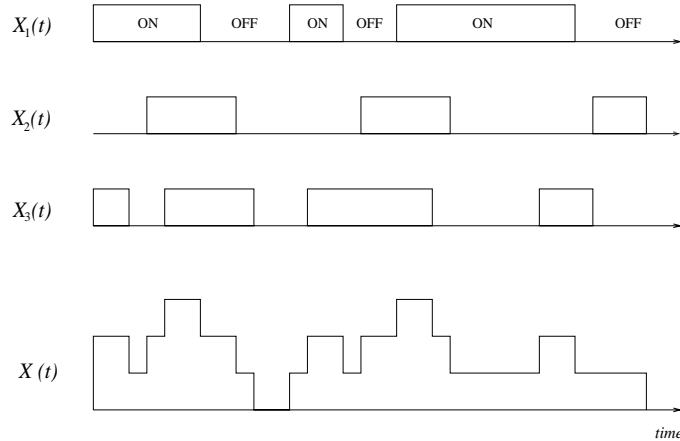 X₁(t)
ON OFF ON OFF ON OFF
X₂(t)
X₃(t)
X (t)
time